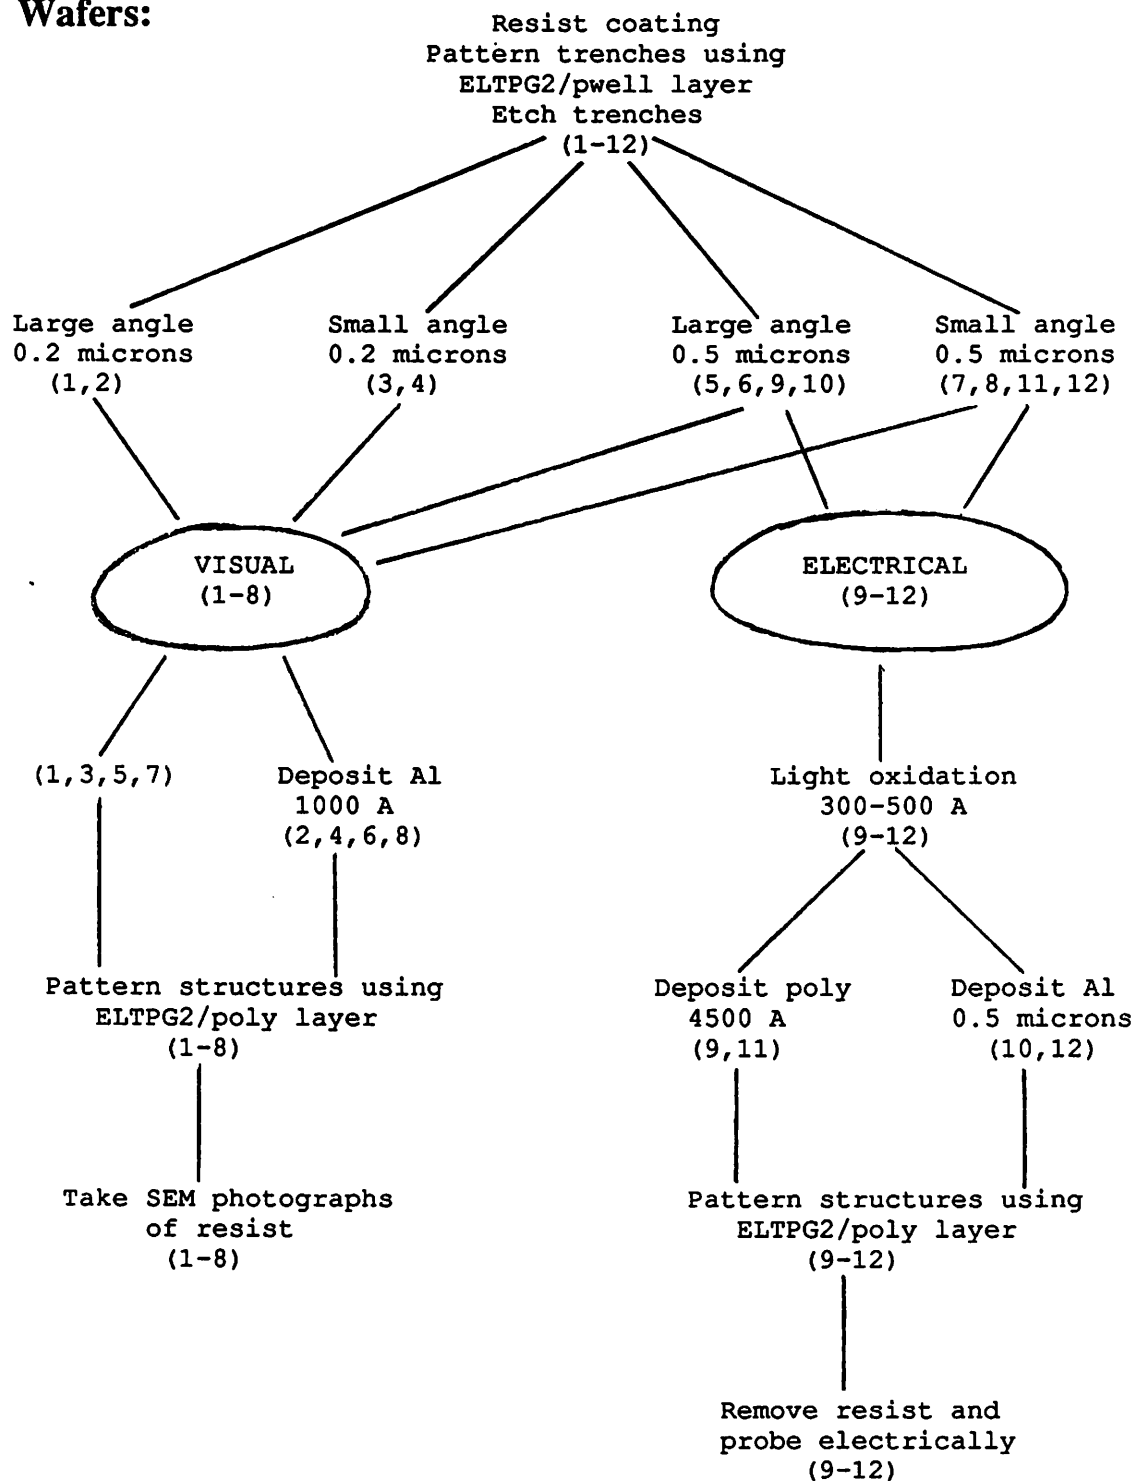 Wafers:
Resist coating
Pattern trenches using
ELTPG2/pwell layer
Etch trenches
(1-12)
Large angle
0.2 microns
(1,2)
Small angle
0.2 microns
(3,4)
Large angle
0.5 microns
(5,6,9,10)
Small angle
0.5 microns
(7,8,11,12)
VISUAL
(1-8)
ELECTRICAL
(9-12)
(1,3,5,7)
Deposit Al
1000 A
(2,4,6,8)
Light oxidation
300-500 A
(9-12)
Pattern structures using
ELTPG2/poly layer
(1-8)
Deposit poly
4500 A
(9,11)
Deposit Al
0.5 microns
(10,12)
Take SEM photographs
of resist
(1-8)
Pattern structures using
ELTPG2/poly layer
(9-12)
Remove resist and
probe electrically
(9-12)